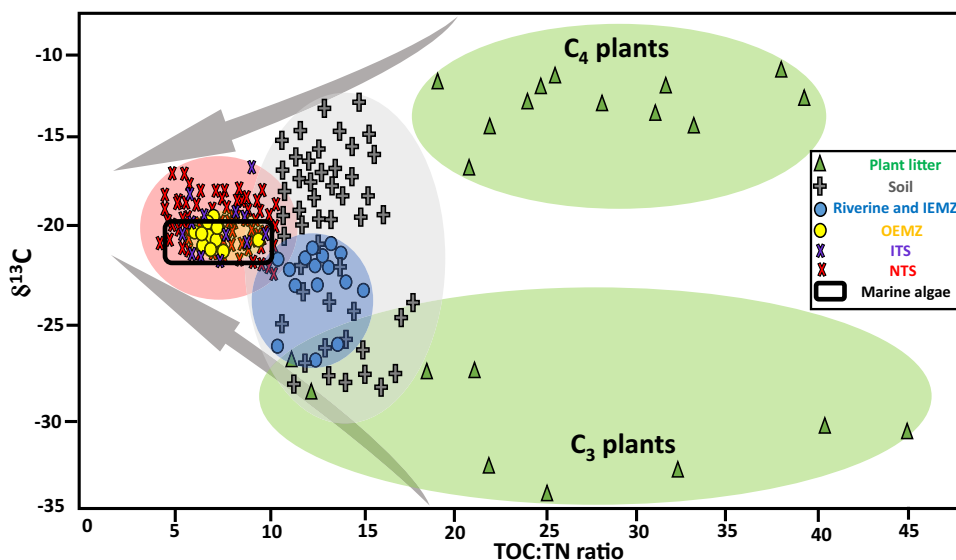 C4 plants
-10
-15
-20
-25
-30
-35
δ13C
Plant litter
Soil
Riverine and IEMZ
OEMZ
ITS
NTS
Marine algae
C3 plants
0 5 10 15 20 25 30 35 40 45
TOC:TN ratio